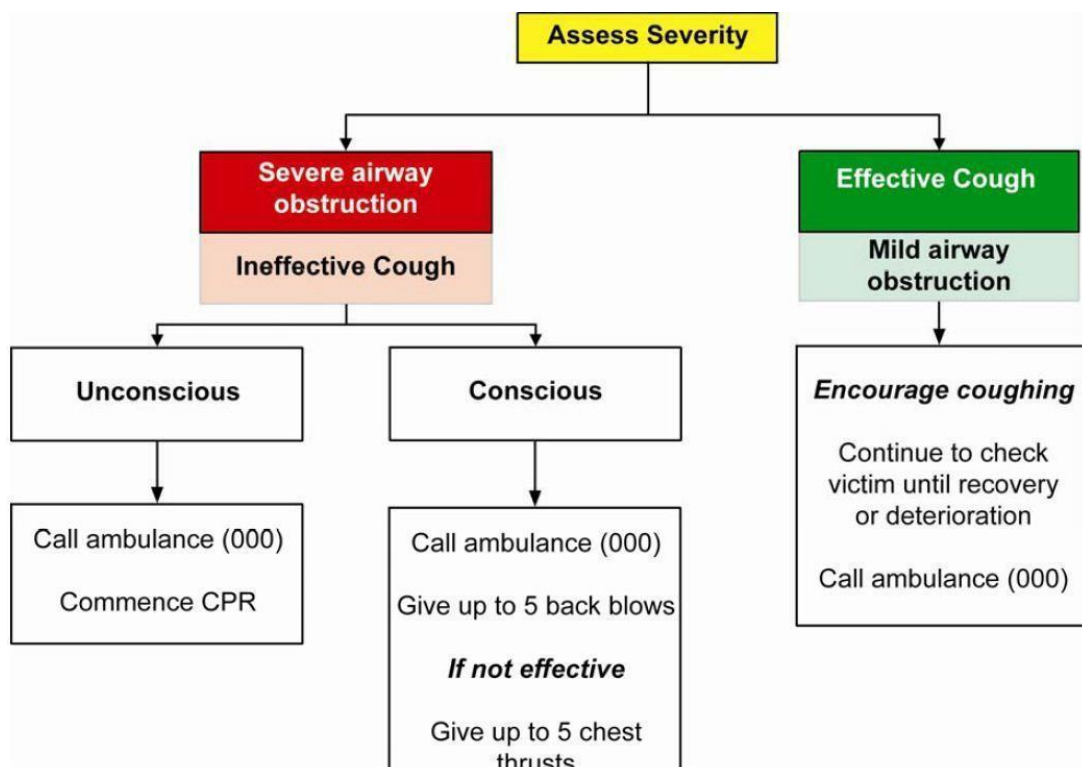 Assess Severity
Severe airway
obstruction
Ineffective Cough
Effective Cough
Mild airway
obstruction
Unconscious
Call ambulance (000)
Commence CPR
Conscious
Call ambulance (000)
Give up to 5 back blows
If not effective
Give up to 5 chest
thrusts
Encourage coughing
Continue to check
victim until recovery
or deterioration
Call ambulance (000)